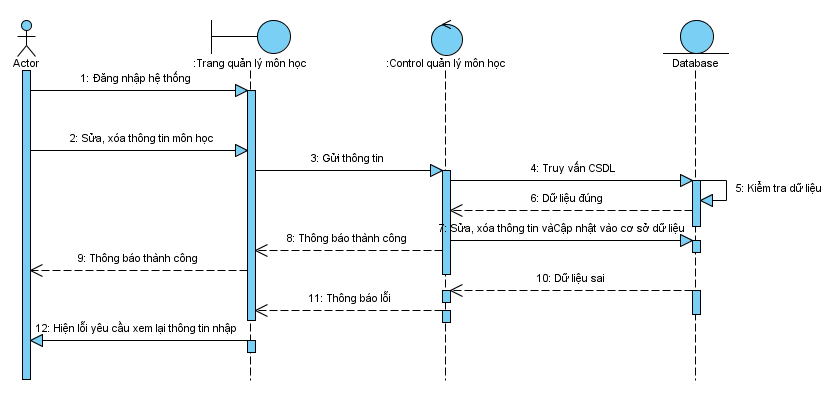 Actor
:Trang quản lý môn học
:Control quản lý môn học
Database
1: Đăng nhập hệ thống
2: Sửa, xóa thông tin môn học
3: Gửi thông tin
4: Truy vấn CSDL
5: Kiểm tra dữ liệu
6: Dữ liệu đúng
7: Sửa, xóa thông tin vàCập nhật vào cơ sở dữ liệu
8: Thông báo thành công
9: Thông báo thành công
10: Dữ liệu sai
11: Thông báo lỗi
12: Hiện lỗi yêu cầu xem lại thông tin nhập